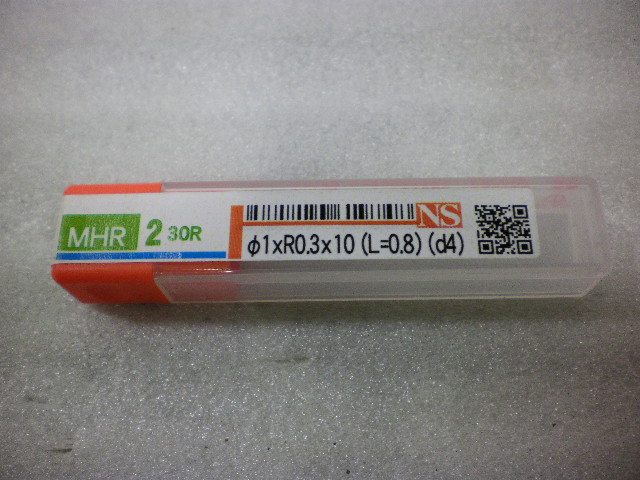 MHR 2 30R
NS
φ1xR0.3x10 (L=0.8) (d4)